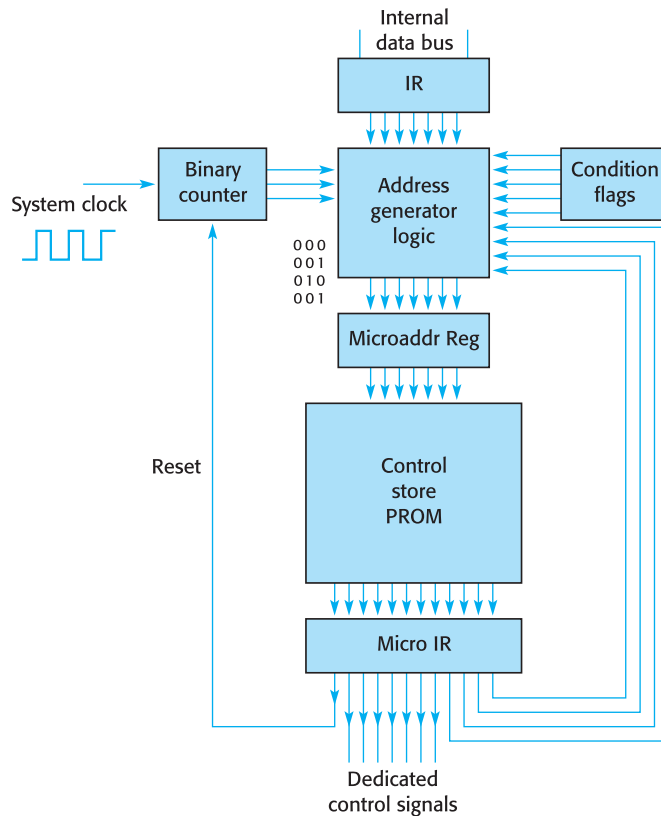 Internal
data bus
IR
Binary
counter
Address
generator
logic
Condition
flags
System clock
000
001
010
001
Microaddr Reg
Reset
Control
store
PROM
Micro IR
Dedicated
control signals